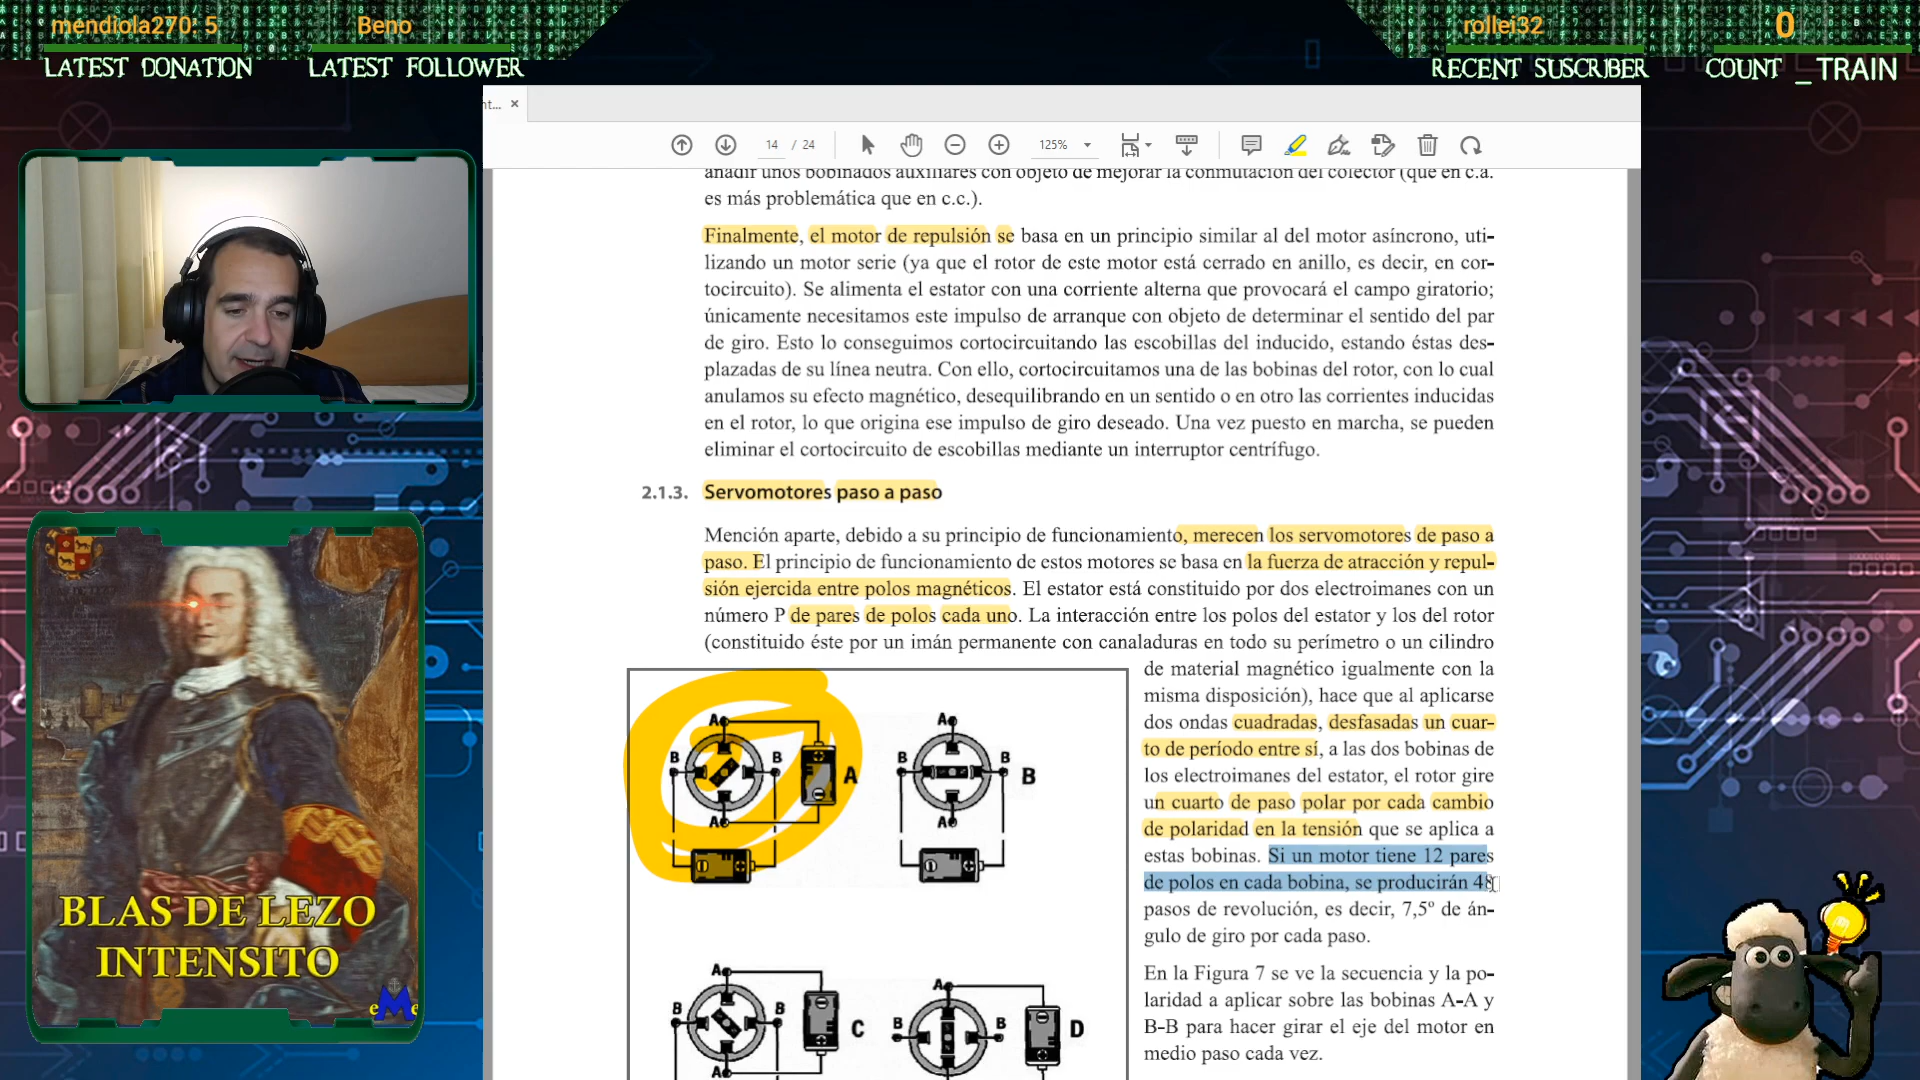 mendiola270: 5
Beno
rollei32
0
LATEST DONATION
LATEST FOLLOWER
RECENT SUSCRIBER
COUNT _TRAIN
nt...
14 / 24
125%
añadir unos bobinados auxiliares con objeto de mejorar la conmutación del colector (que en c.a.
es más problemática que en c.c.).
Finalmente, el motor de repulsión se basa en un principio similar al del motor asíncrono, uti-
lizando un motor serie (ya que el rotor de este motor está cerrado en anillo, es decir, en cor-
tocircuito). Se alimenta el estator con una corriente alterna que provocará el campo giratorio;
únicamente necesitamos este impulso de arranque con objeto de determinar el sentido del par
de giro. Esto lo conseguimos cortocircuitando las escobillas del inducido, estando éstas des-
plazadas de su línea neutra. Con ello, cortocircuitamos una de las bobinas del rotor, con lo cual
anulamos su efecto magnético, desequilibrando en un sentido o en otro las corrientes inducidas
en el rotor, lo que origina ese impulso de giro deseado. Una vez puesto en marcha, se pueden
eliminar el cortocircuito de escobillas mediante un interruptor centrífugo.
2.1.3. Servomotores paso a paso
Mención aparte, debido a su principio de funcionamiento, merecen los servomotores de paso a
paso. El principio de funcionamiento de estos motores se basa en la fuerza de atracción y repul-
sión ejercida entre polos magnéticos. El estator está constituido por dos electroimanes con un
número P de pares de polos cada uno. La interacción entre los polos del estator y los del rotor
(constituido éste por un imán permanente con canaladuras en todo su perímetro o un cilindro
de material magnético igualmente con la
misma disposición), hace que al aplicarse
dos ondas cuadradas, desfasadas un cuar-
to de período entre sí, a las dos bobinas de
los electroimanes del estator, el rotor gire
un cuarto de paso polar por cada cambio
de polaridad en la tensión que se aplica a
estas bobinas. Si un motor tiene 12 pares
de polos en cada bobina, se producirán 48
pasos de revolución, es decir, 7,5º de án-
gulo de giro por cada paso.
En la Figura 7 se ve la secuencia y la po-
laridad a aplicar sobre las bobinas A-A y
B-B para hacer girar el eje del motor en
medio paso cada vez.
A
B B
A
A
A
B B
B
A
A
B B
C
A
A
B B
D
BLAS DE LEZO
INTENSITO
eMe